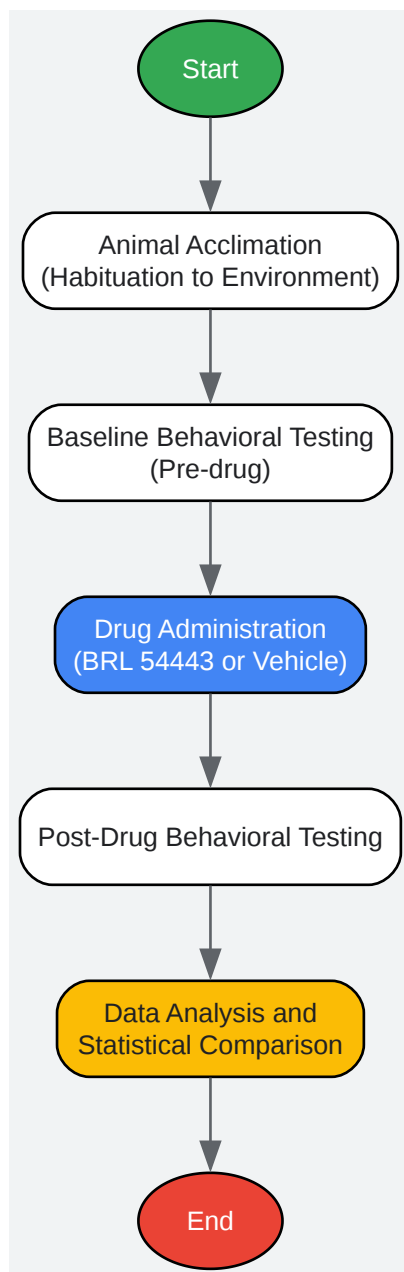 Start
Animal Acclimation
(Habituation to Environment)
Baseline Behavioral Testing
(Pre-drug)
Drug Administration
(BRL 54443 or Vehicle)
Post-Drug Behavioral Testing
Data Analysis and
Statistical Comparison
End